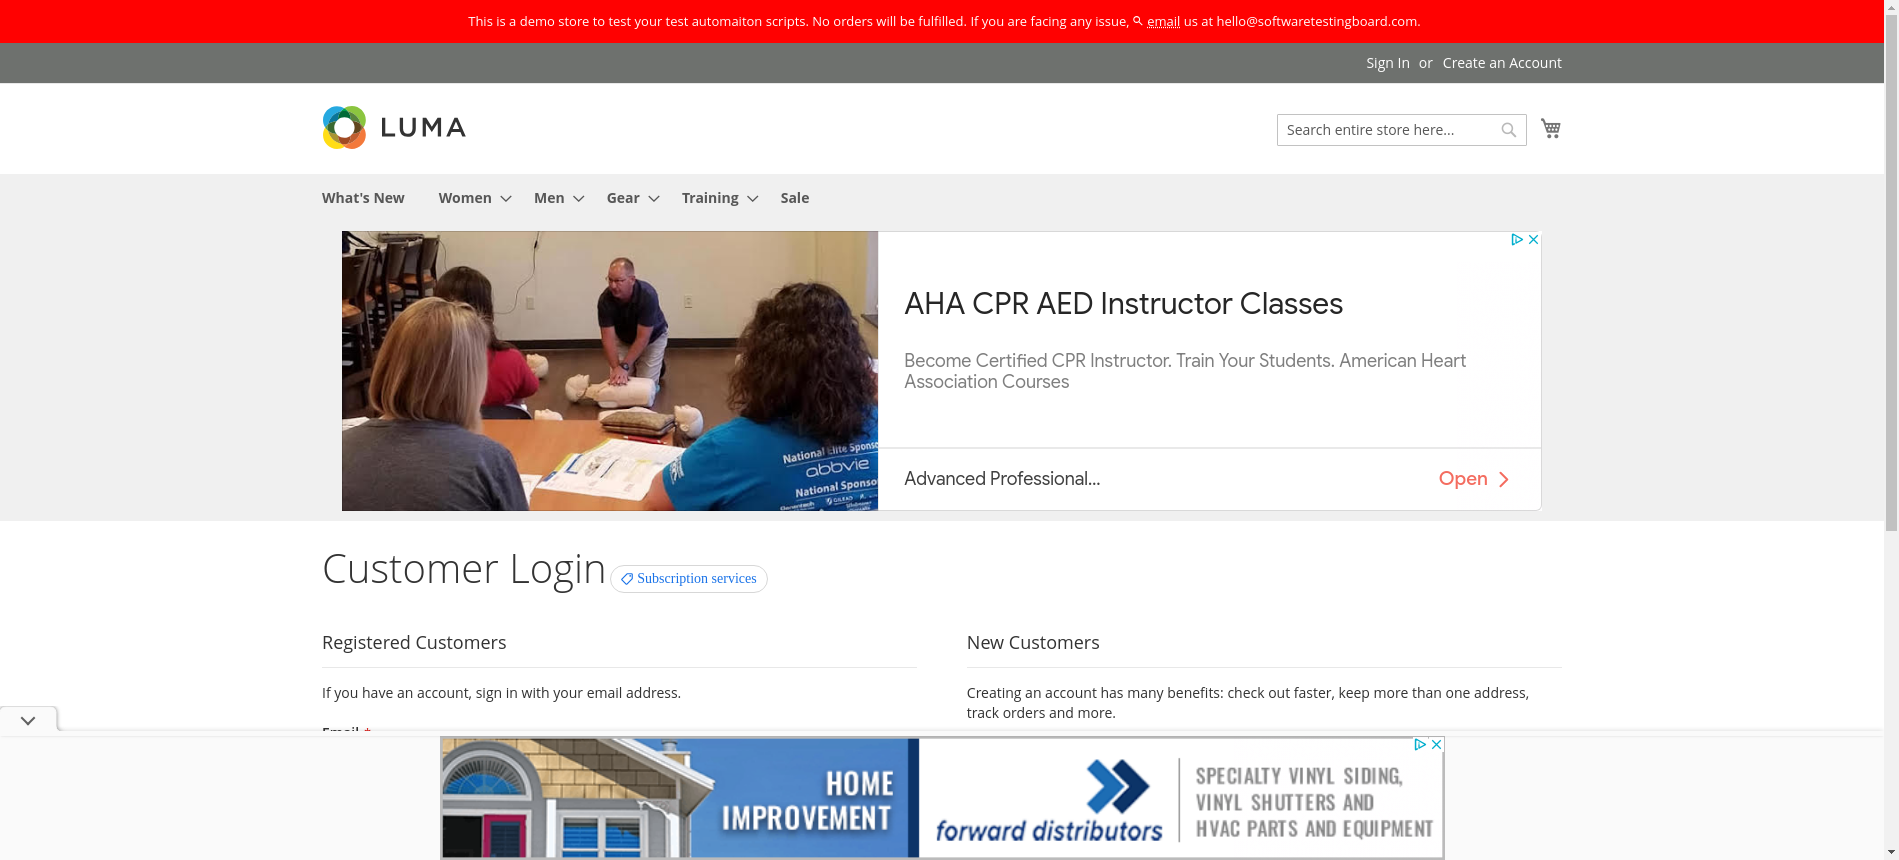 This is a demo store to test your test automaiton scripts. No orders will be fulfilled. If you are facing any issue, email us at hello@softwaretestingboard.com.
Sign In or Create an Account
LUMA
Search entire store here...
What's New Women Men Gear Training Sale
AHA CPR AED Instructor Classes
Become Certified CPR Instructor. Train Your Students. American Heart
Association Courses
National Elite Sponso
abbvie
National Sponso
Advanced Professional...
Open
Customer Login
Subscription services
Registered Customers
If you have an account, sign in with your email address.
Email *
New Customers
Creating an account has many benefits: check out faster, keep more than one address,
track orders and more.
HOME
IMPROVEMENT
forward distributors
SPECIALTY VINYL SIDING,
VINYL SHUTTERS AND
HVAC PARTS AND EQUIPMENT